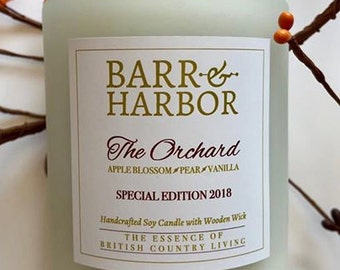 BARR&
HARBOR
The Orchard
APPLE BLOSSOM PEAR VANILLA
SPECIAL EDITION 2018
Handcrafted Soy Candle with Wooden Wick
THE ESSENCE OF
BRITISH COUNTRY LIVING